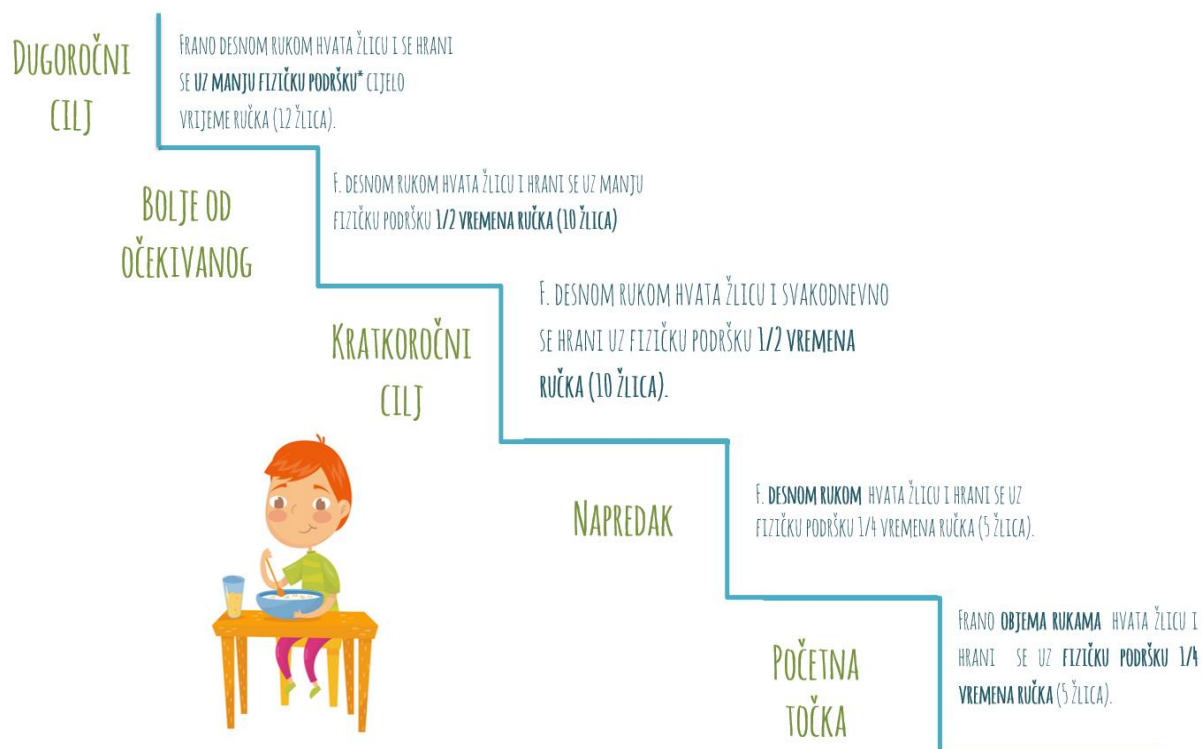 DUGOROČNI
CILJ
FRANO DESNOM RUKOM HVATA ŽLICU I SE HRANI
SE UZ MANJU FIZIČKU PODRŠKU* CIJELO
VRIJEME RUČKA (12 ŽLICA).
BOLJE OD
OČEKIVANOG
F. DESNOM RUKOM HVATA ŽLICU I HRANI SE UZ MANJU
FIZIČKU PODRŠKU 1/2 VREMENA RUČKA (10 ŽLICA)
KRATKOROČNI
CILJ
F. DESNOM RUKOM HVATA ŽLICU I SVAKODNEVNO
SE HRANI UZ FIZIČKU PODRŠKU 1/2 VREMENA
RUČKA (10 ŽLICA).
NAPREDAK
F. DESNOM RUKOM HVATA ŽLICU I HRANI SE UZ
FIZIČKU PODRŠKU 1/4 VREMENA RUČKA (5 ŽLICA).
POČETNA
TOČKA
FRANO OBJEMA RUKAMA HVATA ŽLICU I
HRANI SE UZ FIZIČKU PODRŠKU 1/4
VREMENA RUČKA (5 ŽLICA).